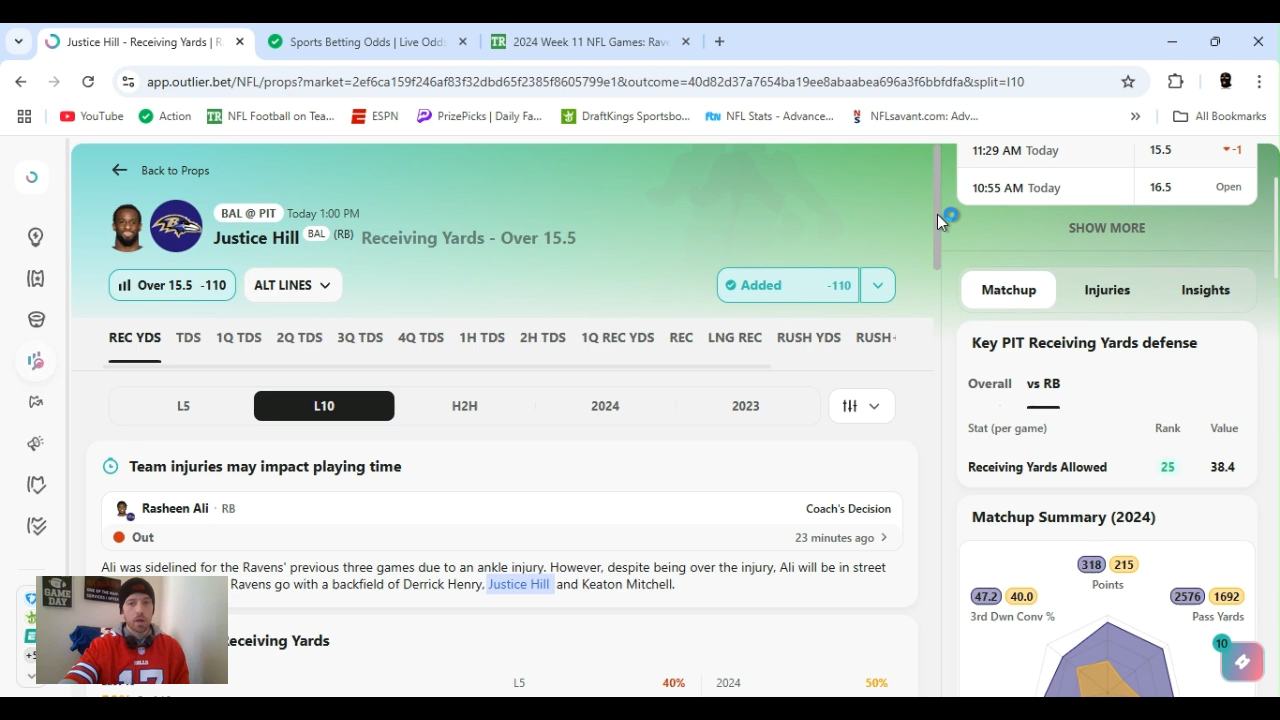 Justice Hill - Receiving Yards | R
Sports Betting Odds | Live Odd
TR 2024 Week 11 NFL Games: Rave
app.outlier.bet/NFL/props?market=2ef6ca159f246af83f32dbd65f2385f8605799e1&outcome=40d82d37a7654ba19ee8abaabea696a3f6bbfdfa&split=l10
YouTube Action TR NFL Football on Tea... ESPN PrizePicks | Daily Fa... DraftKings Sportsbo... ftn NFL Stats - Advance... NFLsavant.com: Adv... » All Bookmarks
Back to Props
BAL @ PIT Today 1:00 PM
Justice Hill BAL (RB) Receiving Yards - Over 15.5
Over 15.5 -110 ALT LINES Added -110
REC YDS TDS 1Q TDS 2Q TDS 3Q TDS 4Q TDS 1H TDS 2H TDS 1Q REC YDS REC LNG REC RUSH YDS RUSH+
L5 L10 H2H 2024 2023
Team injuries may impact playing time
Rasheen Ali · RB Coach's Decision
Out 23 minutes ago
Ali was sidelined for the Ravens' previous three games due to an ankle injury. However, despite being over the injury, Ali will be in street
Ravens go with a backfield of Derrick Henry, Justice Hill and Keaton Mitchell.
eceiving Yards
L5 40% 2024 50%
11:29 AM Today 15.5 -1
10:55 AM Today 16.5 Open
SHOW MORE
Matchup Injuries Insights
Key PIT Receiving Yards defense
Overall vs RB
Stat (per game) Rank Value
Receiving Yards Allowed 25 38.4
Matchup Summary (2024)
318 215
Points
47.2 40.0
3rd Dwn Conv %
2576 1692
Pass Yards
10
GAME
DAY
17